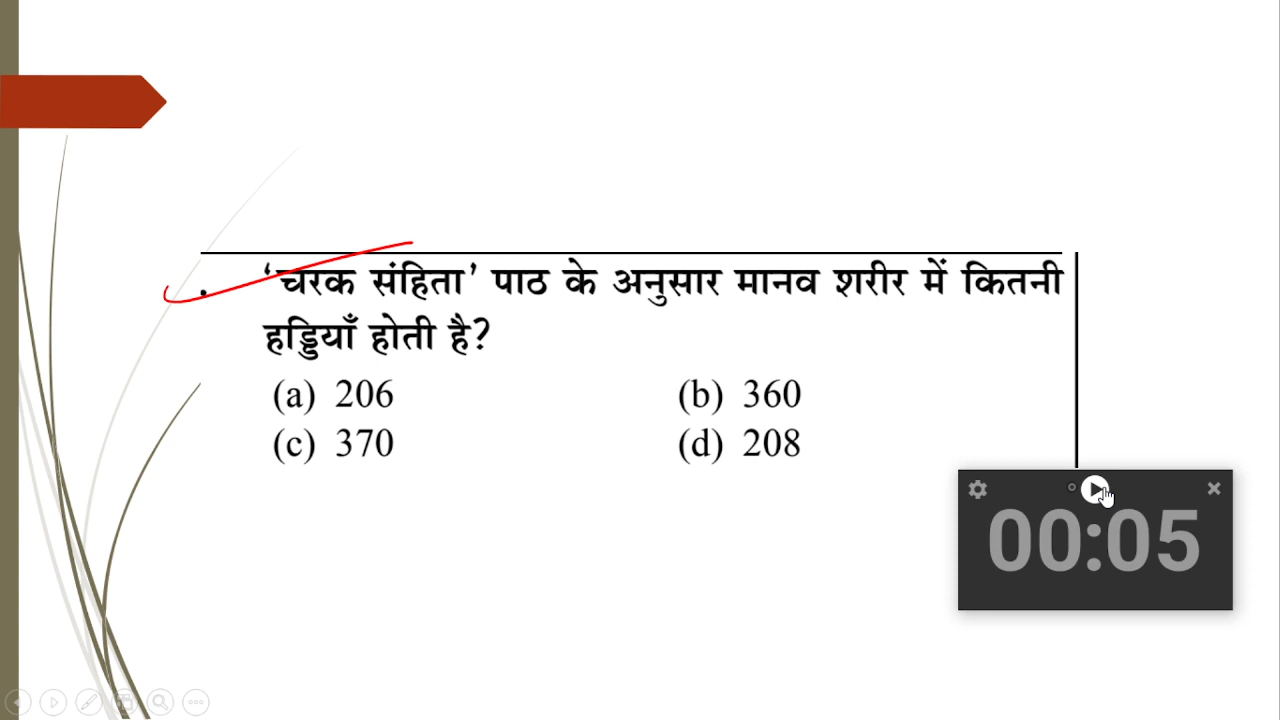 . ‘चरक संहिता’ पाठ के अनुसार मानव शरीर में कितनी
हड्डियाँ होती है?
(a) 206 (b) 360
(c) 370 (d) 208
00:05